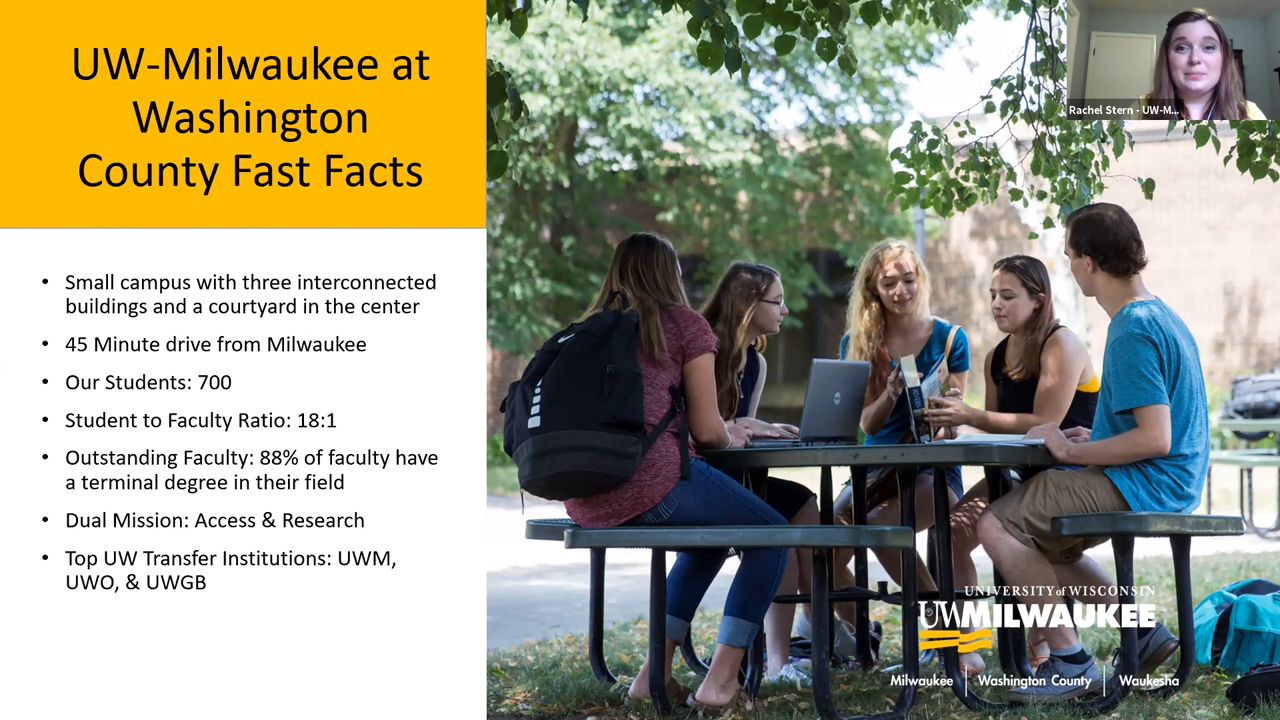 UW-Milwaukee at
Washington
County Fast Facts
• Small campus with three interconnected
buildings and a courtyard in the center
• 45 Minute drive from Milwaukee
• Our Students: 700
• Student to Faculty Ratio: 18:1
• Outstanding Faculty: 88% of faculty have
a terminal degree in their field
• Dual Mission: Access & Research
• Top UW Transfer Institutions: UWM,
UWO, & UWGB
Rachel Stern - UW-M...
UNIVERSITY of WISCONSIN
UWMILWAUKEE
Milwaukee | Washington County | Waukesha